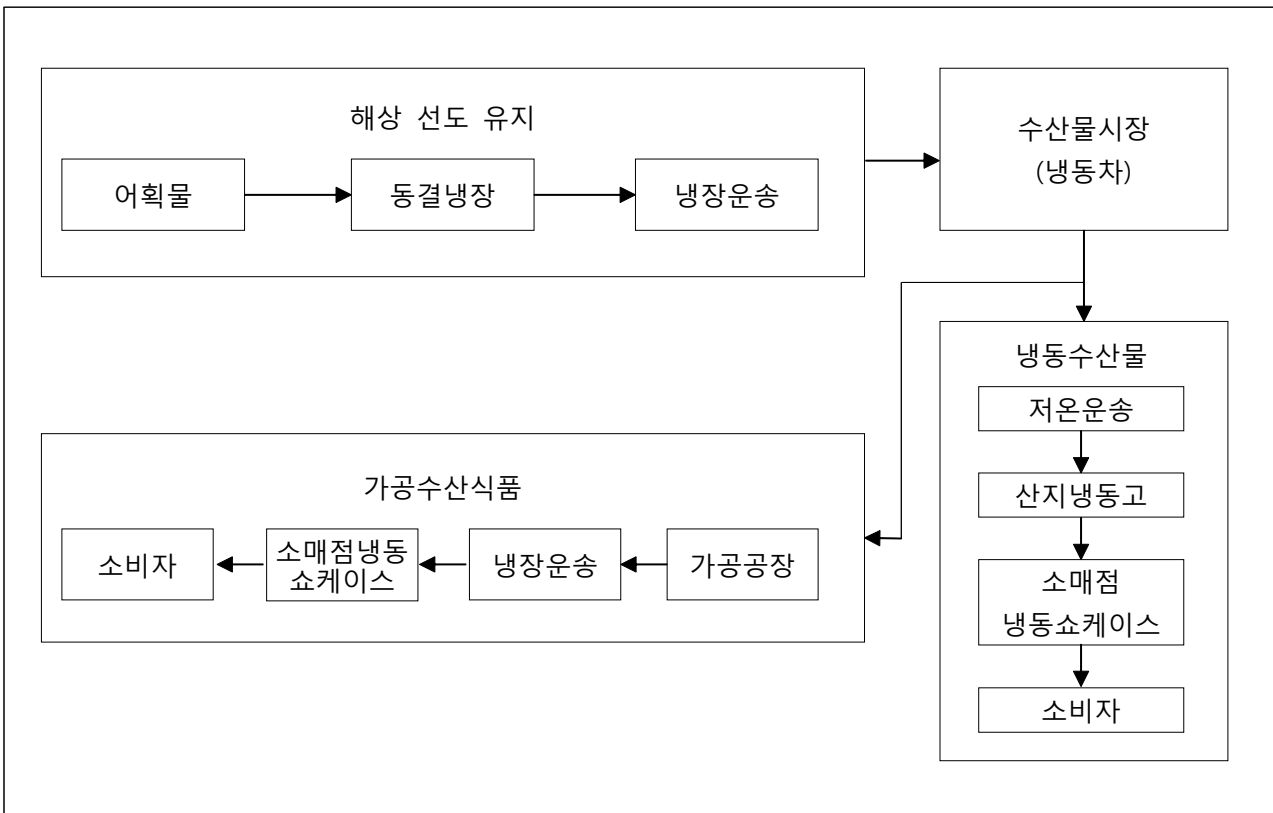 해상 선도 유지
어획물
동결냉장
냉장운송
수산물시장
(냉동차)
냉동수산물
저온운송
산지냉동고
소매점
냉동쇼케이스
소비자
가공수산식품
소비자
소매점냉동
쇼케이스
냉장운송
가공공장